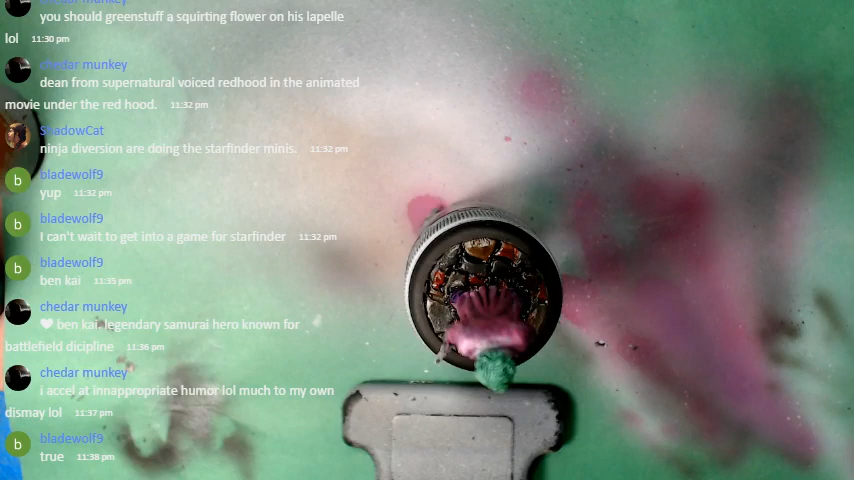 you should greenstuff a squirting flower on his lapelle
lol 11:30 pm
chedar munkey
dean from supernatural voiced redhood in the animated
movie under the red hood. 11:32 pm
ShadowCat
ninja diversion are doing the starfinder minis. 11:32 pm
b bladewolf9
yup 11:32 pm
b bladewolf9
I can't wait to get into a game for starfinder 11:32 pm
b bladewolf9
ben kai 11:35 pm
chedar munkey
ben kai. legendary samurai hero known for
battlefield dicipline 11:36 pm
chedar munkey
i accel at innappropriate humor lol much to my own
dismay lol 11:37 pm
b bladewolf9
true 11:38 pm